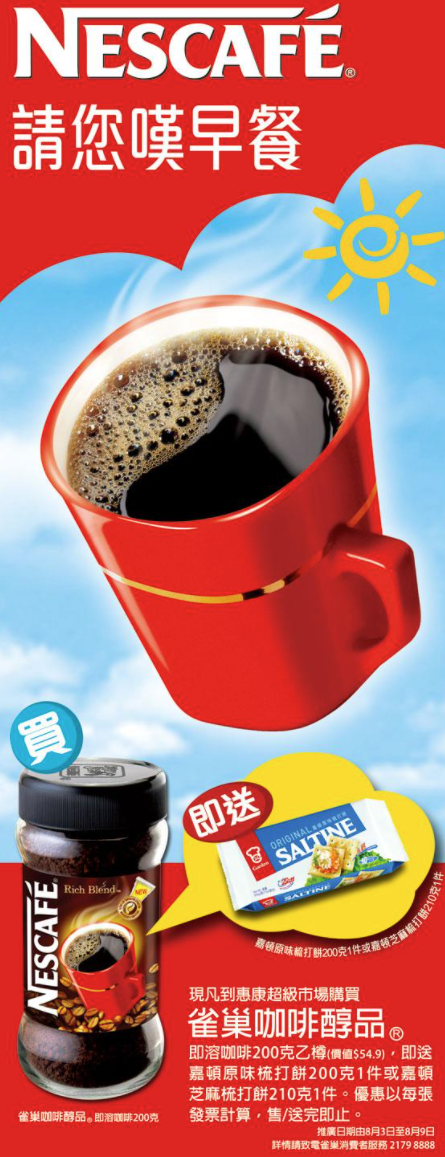 NESCAFÉ®
請您嘆早餐
買
即送
ORIGINAL
SALTINE
Garden
SALTINE
嘉頓原味梳打餅200克1件或嘉頓芝麻梳打餅210克1件
Rich Blend
NEW
NESCAFÉ
現凡到惠康超級市場購買
雀巢咖啡醇品®
即溶咖啡200克乙樽(價值$54.9)，即送
嘉頓原味梳打餅200克1件或嘉頓
芝麻梳打餅210克1件。優惠以每張
發票計算，售/送完即止。
雀巢咖啡醇品® 即溶咖啡200克
推廣日期由8月3日至8月9日
詳情請致電雀巢消費者服務 2179 8888